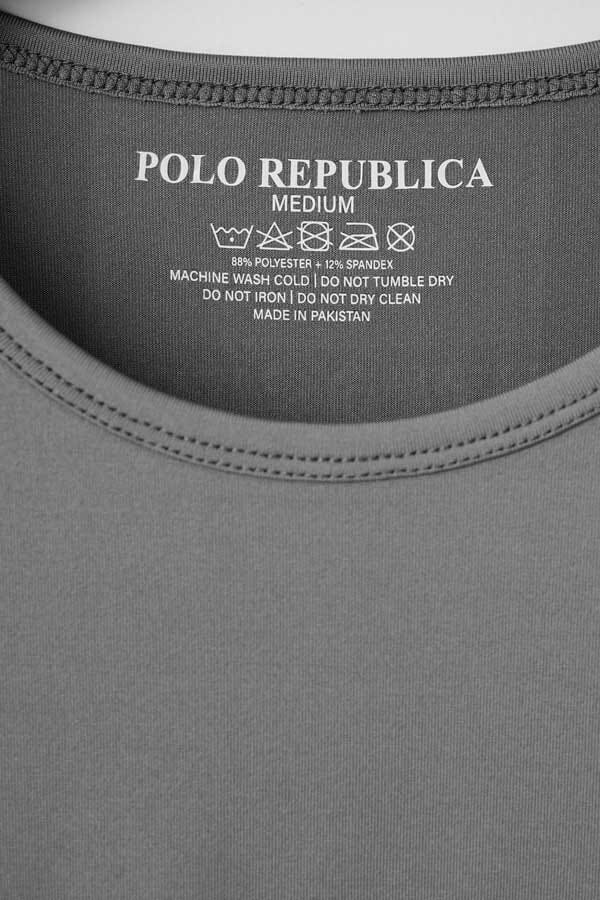 POLO REPUBLICA
MEDIUM
88% POLYESTER + 12% SPANDEX
MACHINE WASH COLD | DO NOT TUMBLE DRY
DO NOT IRON | DO NOT DRY CLEAN
MADE IN PAKISTAN